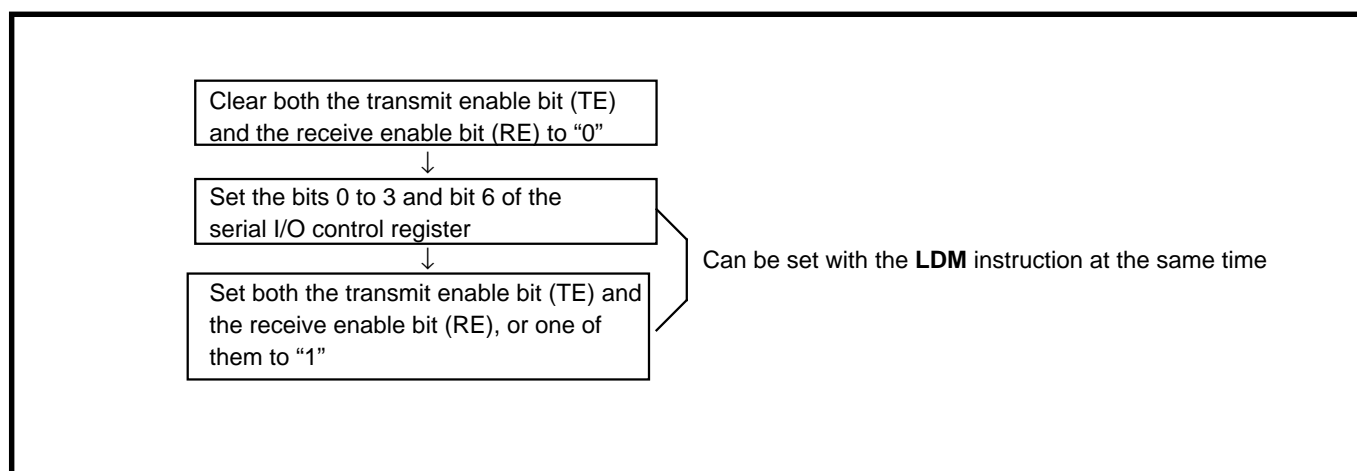 Clear both the transmit enable bit (TE)
and the receive enable bit (RE) to “0”
↓
Set the bits 0 to 3 and bit 6 of the
serial I/O control register
↓
Can be set with the LDM instruction at the same time
Set both the transmit enable bit (TE) and
the receive enable bit (RE), or one of
them to “1”